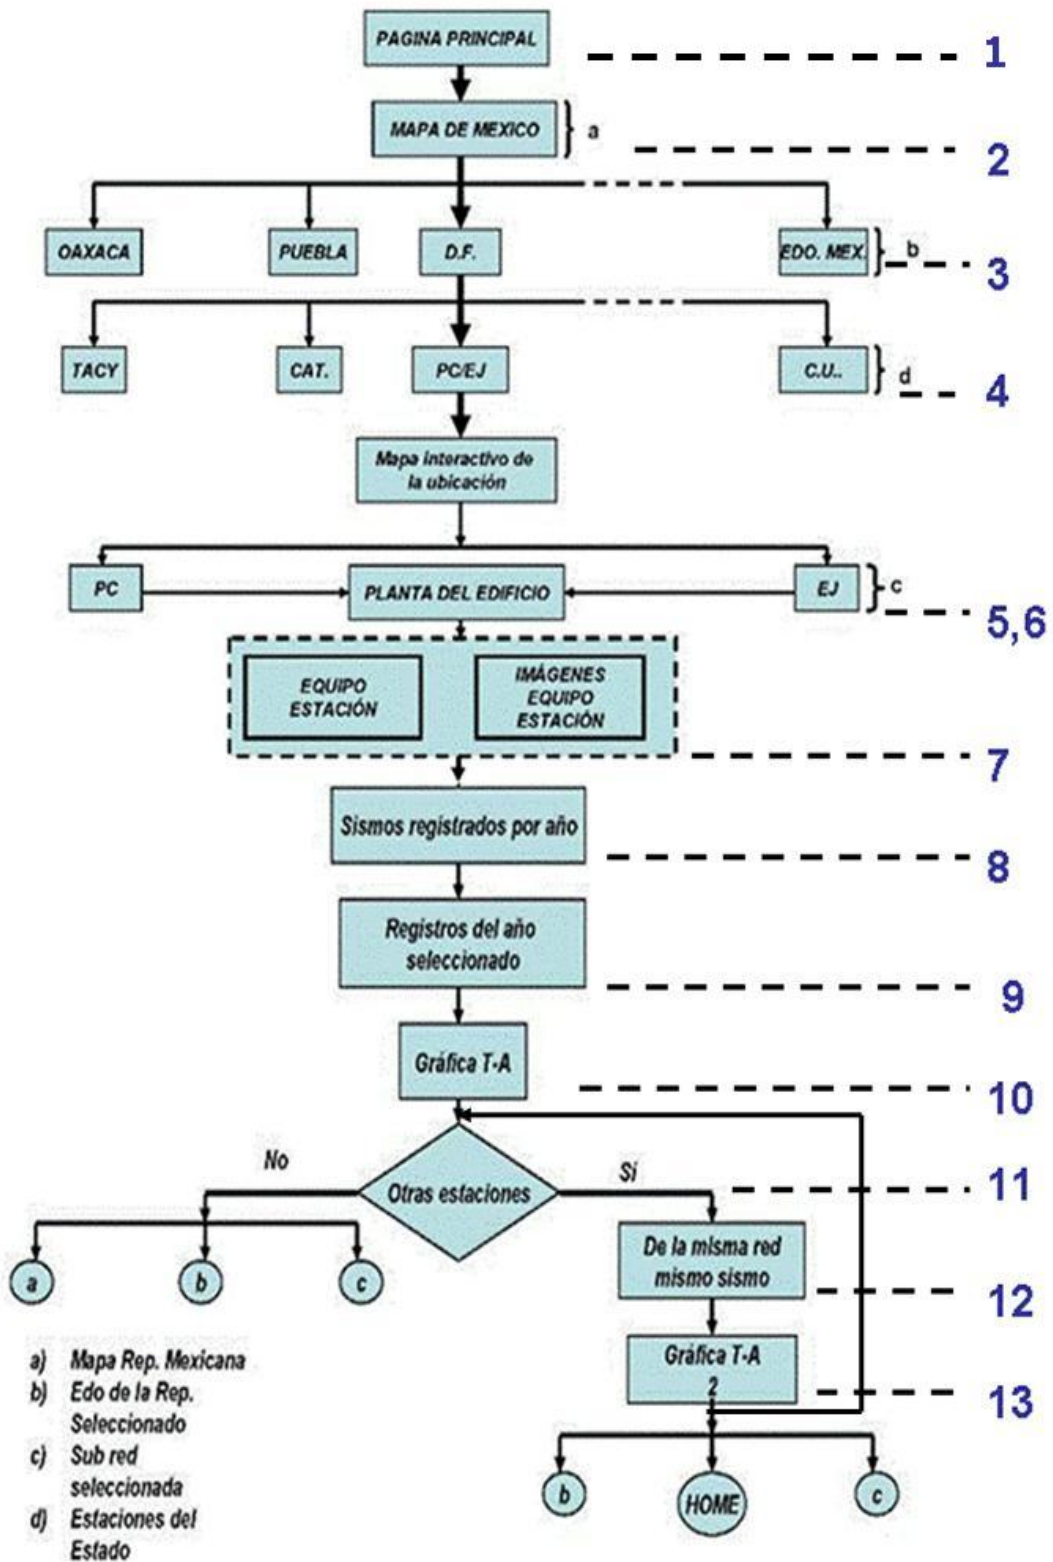 PAGINA PRINCIPAL
1
MAPA DE MEXICO
a
2
OAXACA
PUEBLA
D.F.
EDO. MEX.
b
3
TACY
CAT.
PC/EJ
C.U..
d
4
Mapa interactivo de
la ubicación
PC
PLANTA DEL EDIFICIO
EJ
c
5,6
EQUIPO
ESTACIÓN
IMÁGENES
EQUIPO
ESTACIÓN
7
Sismos registrados por año
8
Registros del año
seleccionado
9
Gráfica T-A
10
No
Otras estaciones
Sí
11
De la misma red
mismo sismo
12
a
b
c
Gráfica T-A
2
13
b
HOME
c
a) Mapa Rep. Mexicana
b) Edo de la Rep.
Seleccionado
c) Sub red
seleccionada
d) Estaciones del
Estado